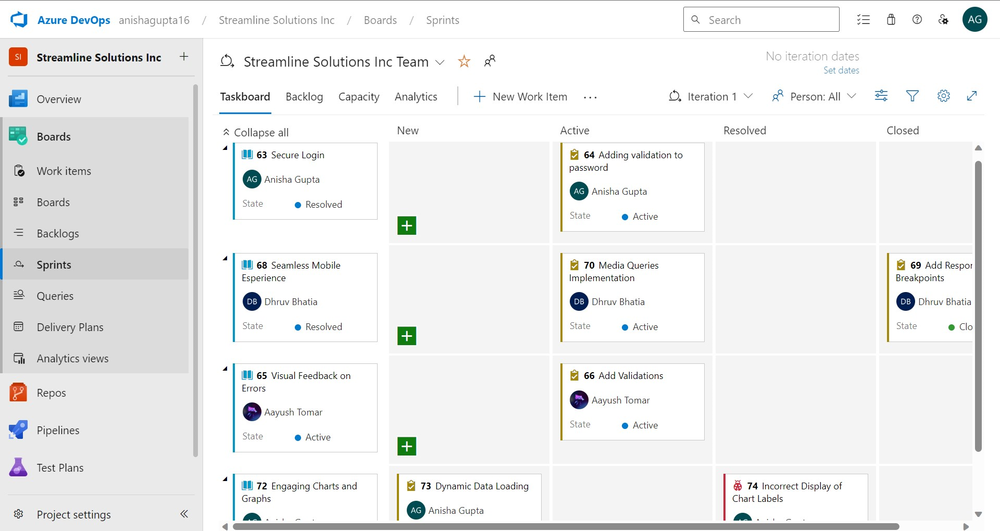 Azure DevOps anishagupta16 / Streamline Solutions Inc / Boards / Sprints
Search
AG
SI Streamline Solutions Inc
Overview
Boards
Work items
Boards
Backlogs
Sprints
Queries
Delivery Plans
Analytics views
Repos
Pipelines
Test Plans
Project settings
Streamline Solutions Inc Team
No iteration dates
Set dates
Taskboard Backlog Capacity Analytics New Work Item ... Iteration 1 Person: All
Collapse all New Active Resolved Closed
63 Secure Login
AG Anisha Gupta
State Resolved
64 Adding validation to
password
AG Anisha Gupta
State Active
68 Seamless Mobile
Esperience
DB Dhruv Bhatia
State Resolved
70 Media Queries
Implementation
DB Dhruv Bhatia
State Active
69 Add Respor
Breakpoints
DB Dhruv Bhatia
State Clo
65 Visual Feedback on
Errors
Aayush Tomar
State Active
66 Add Validations
Aayush Tomar
State Active
72 Engaging Charts and
Graphs
73 Dynamic Data Loading
AG Anisha Gupta
74 Incorrect Display of
Chart Labels